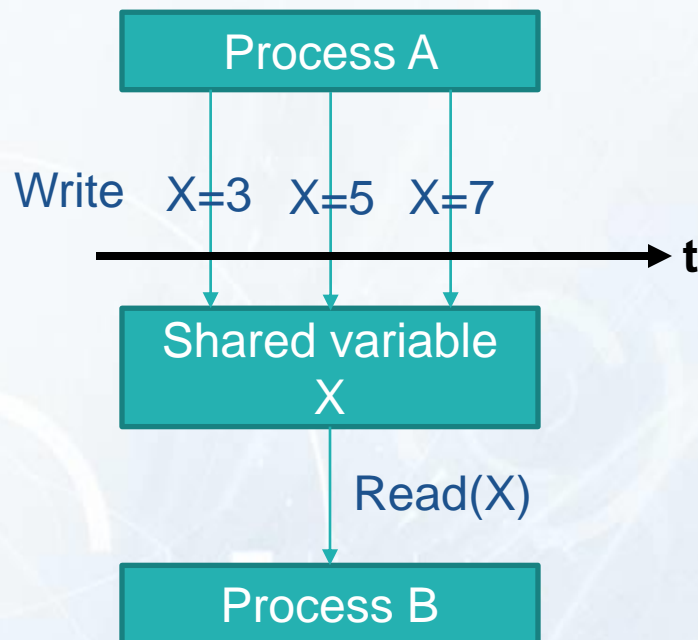 Process A
Write X=3 X=5 X=7
t
Shared variable
X
Read(X)
Process B